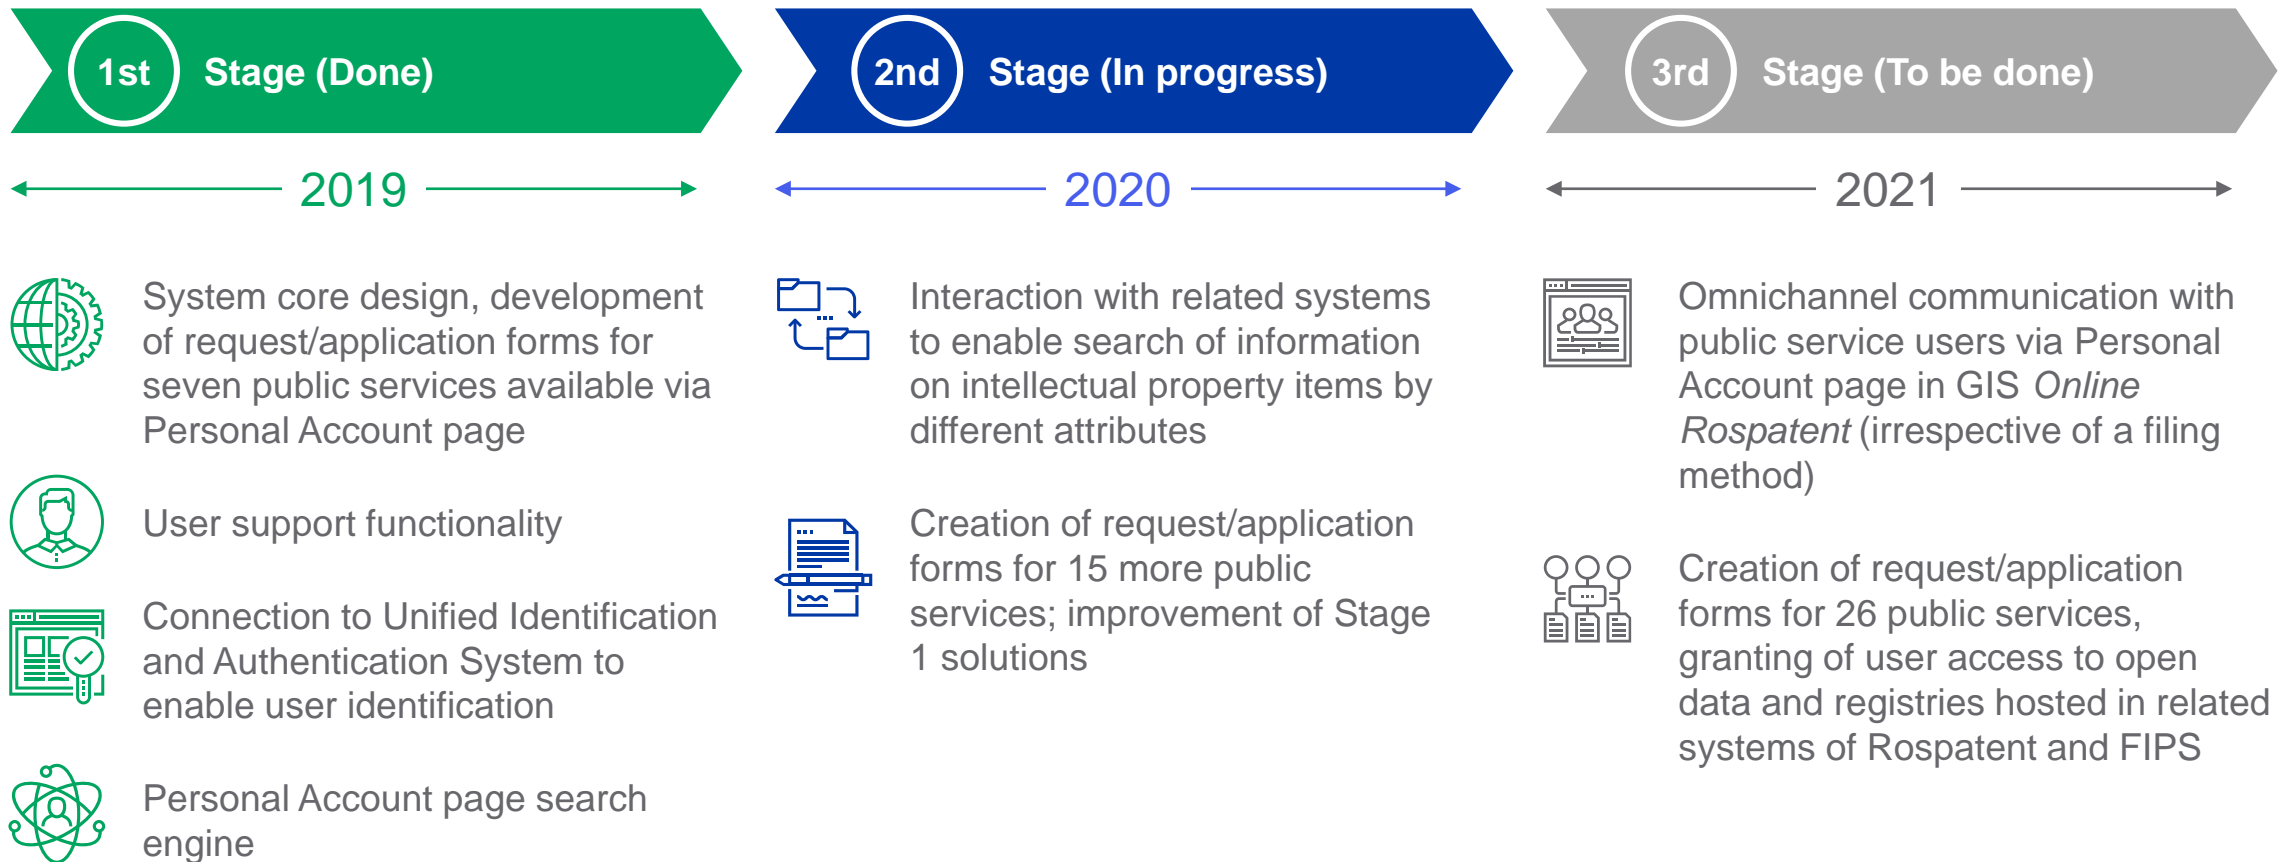 1st Stage (Done)
2019
System core design, development
of request/application forms for
seven public services available via
Personal Account page
User support functionality
Connection to Unified Identification
and Authentication System to
enable user identification
Personal Account page search
engine
2nd Stage (In progress)
2020
Interaction with related systems
to enable search of information
on intellectual property items by
different attributes
Creation of request/application
forms for 15 more public
services; improvement of Stage
1 solutions
3rd Stage (To be done)
2021
Omnichannel communication with
public service users via Personal
Account page in GIS Online
Rospatent (irrespective of a filing
method)
Creation of request/application
forms for 26 public services,
granting of user access to open
data and registries hosted in related
systems of Rospatent and FIPS